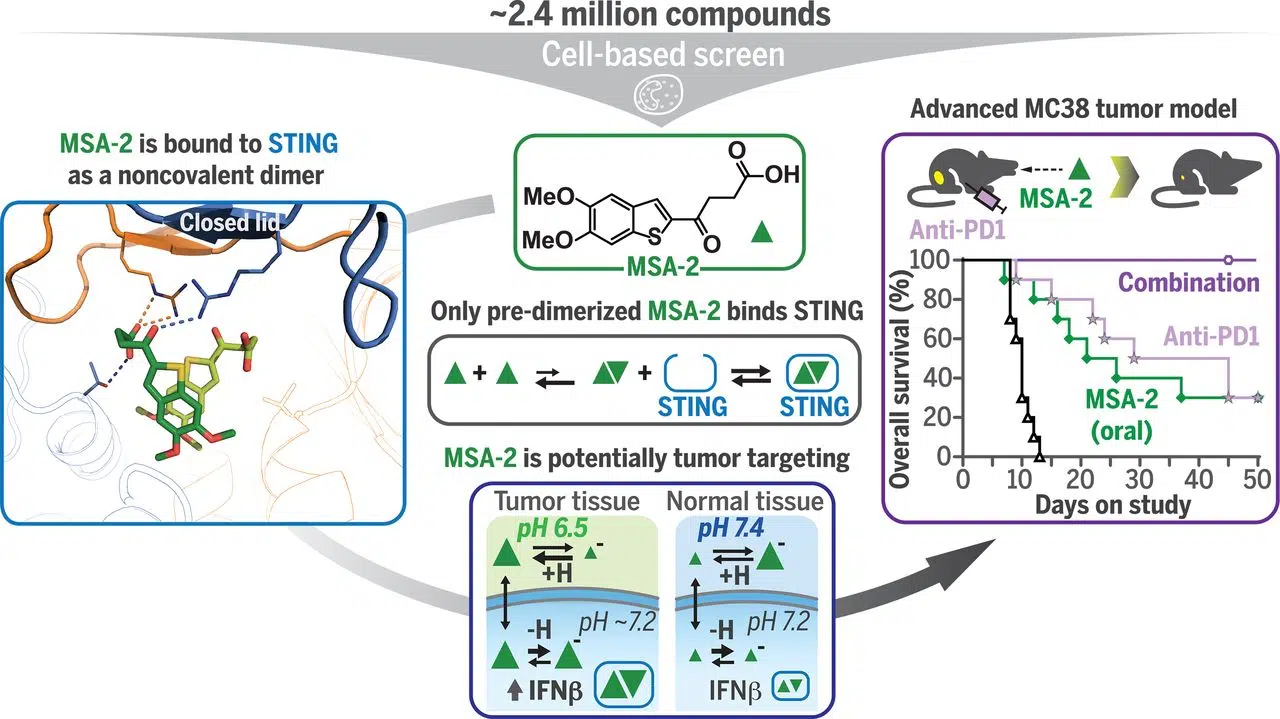 ~2.4 million compounds
Cell-based screen
MSA-2 is bound to STING
as a noncovalent dimer
Closed lid
MeO
MeO
S
O
O
OH
MSA-2
Only pre-dimerized MSA-2 binds STING
+
+
STING
STING
MSA-2 is potentially tumor targeting
Tumor tissue
pH 6.5
-
+H
pH ~7.2
-H
-
IFNβ
Normal tissue
pH 7.4
-
+H
pH 7.2
-H
-
IFNβ
Advanced MC38 tumor model
MSA-2
Anti-PD1
Overall survival (%)
100
80
60
40
20
0
Combination
Anti-PD1
MSA-2
(oral)
0 10 20 30 40 50
Days on study